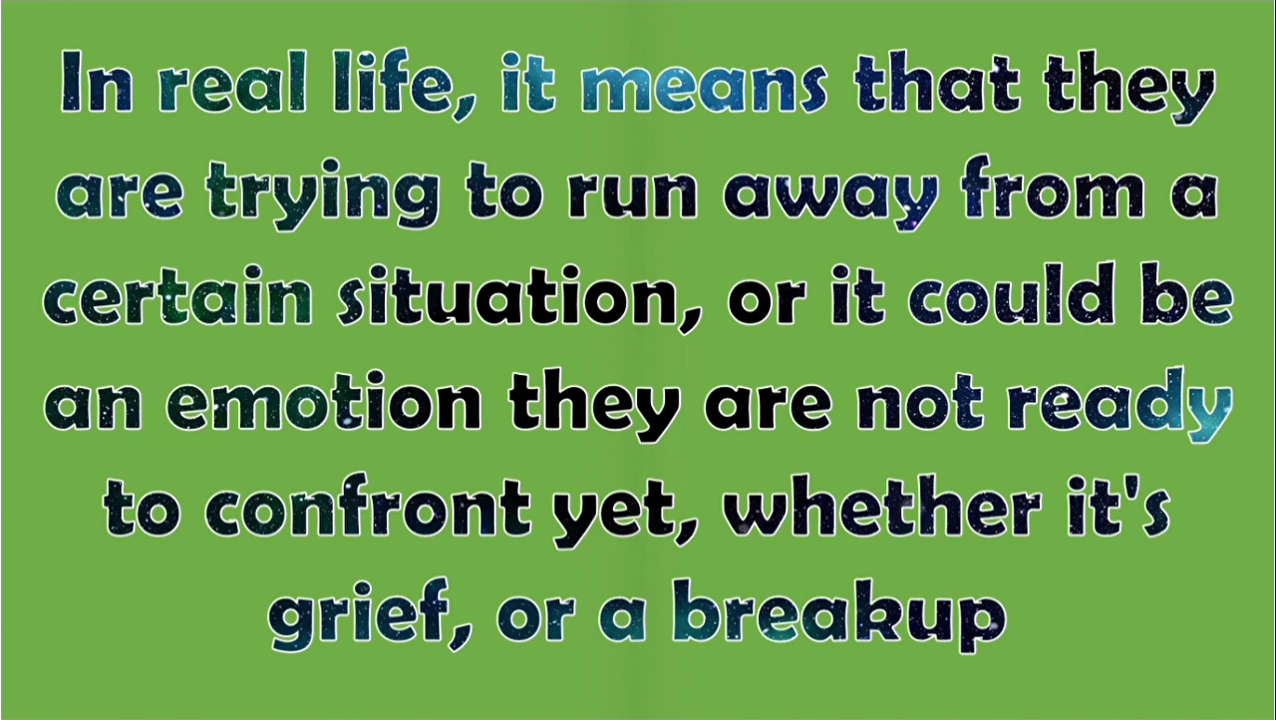 In real life, it means that they
are trying to run away from a
certain situation, or it could be
an emotion they are not ready
to confront yet, whether it's
grief, or a breakup